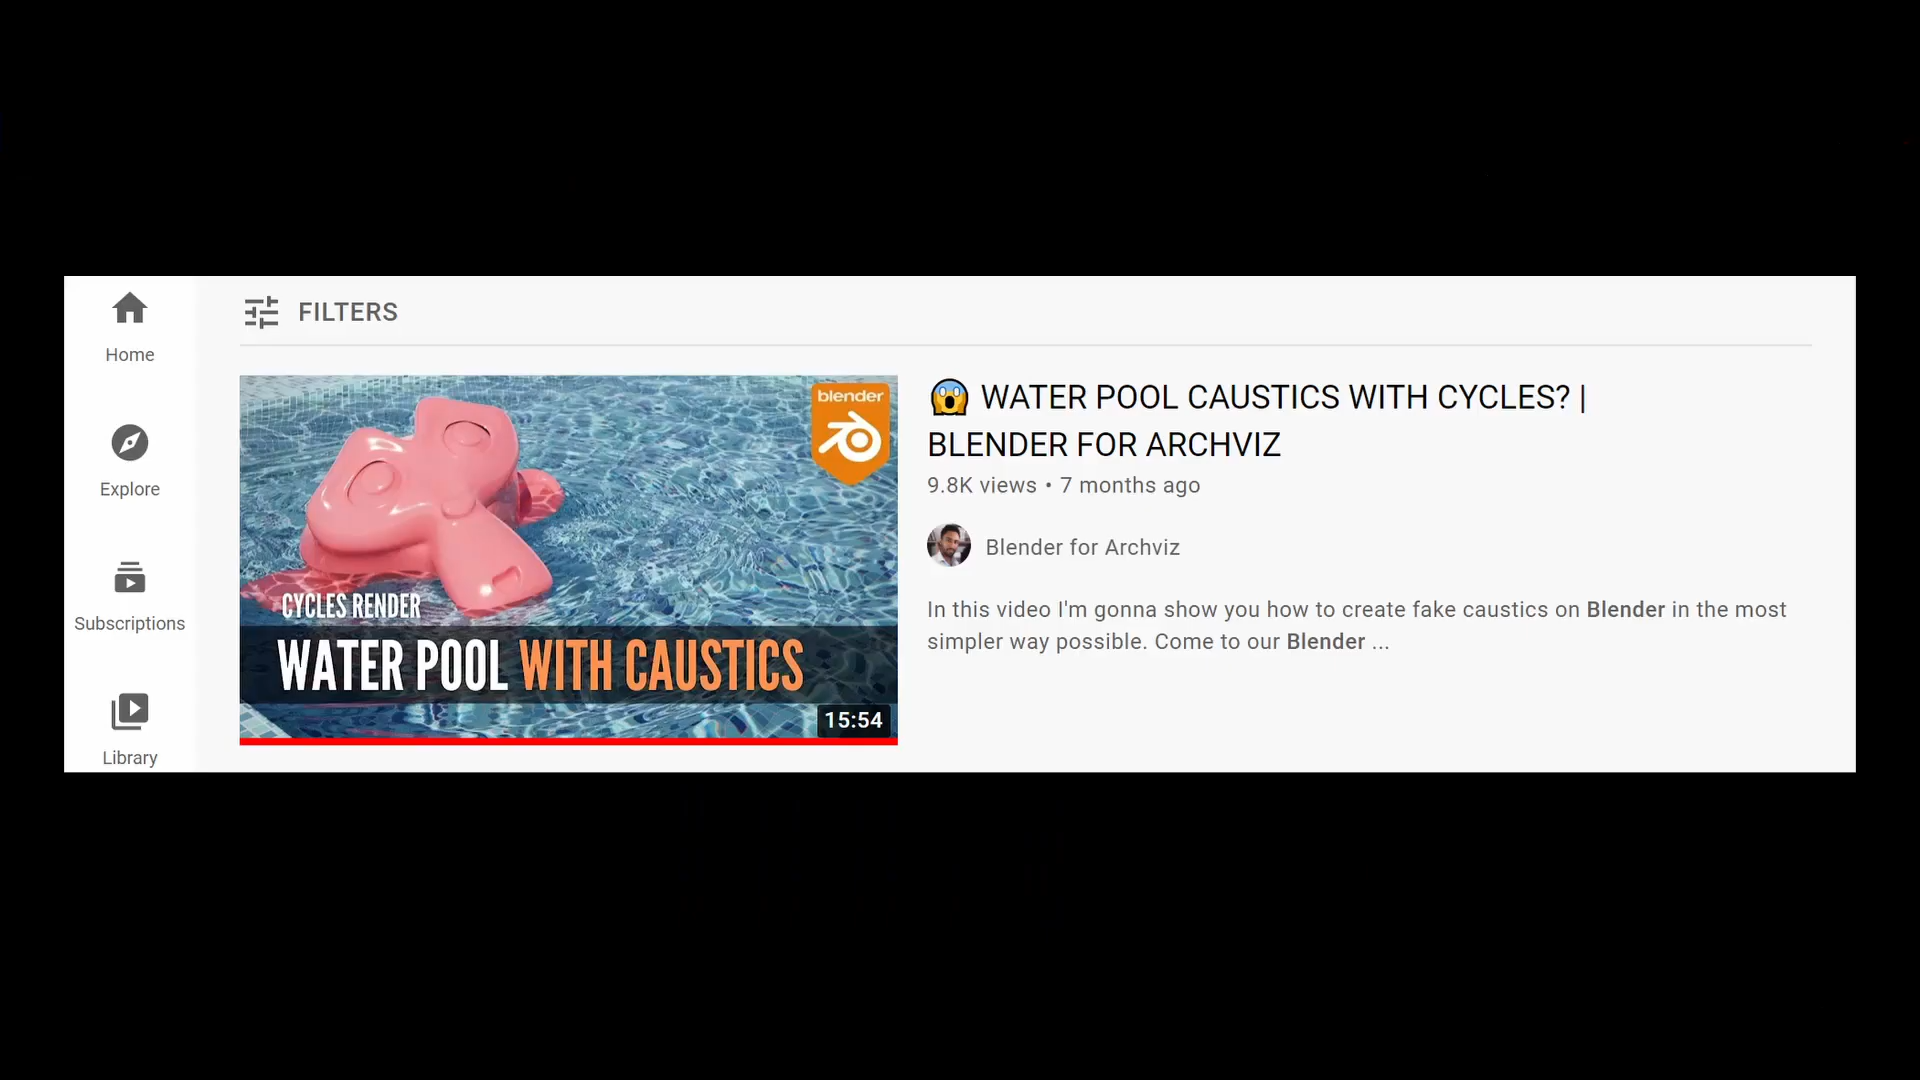 Home
Explore
Subscriptions
Library
FILTERS
blender
CYCLES RENDER
WATER POOL WITH CAUSTICS
15:54
😱 WATER POOL CAUSTICS WITH CYCLES? |
BLENDER FOR ARCHVIZ
9.8K views • 7 months ago
Blender for Archviz
In this video I'm gonna show you how to create fake caustics on Blender in the most
simpler way possible. Come to our Blender ...